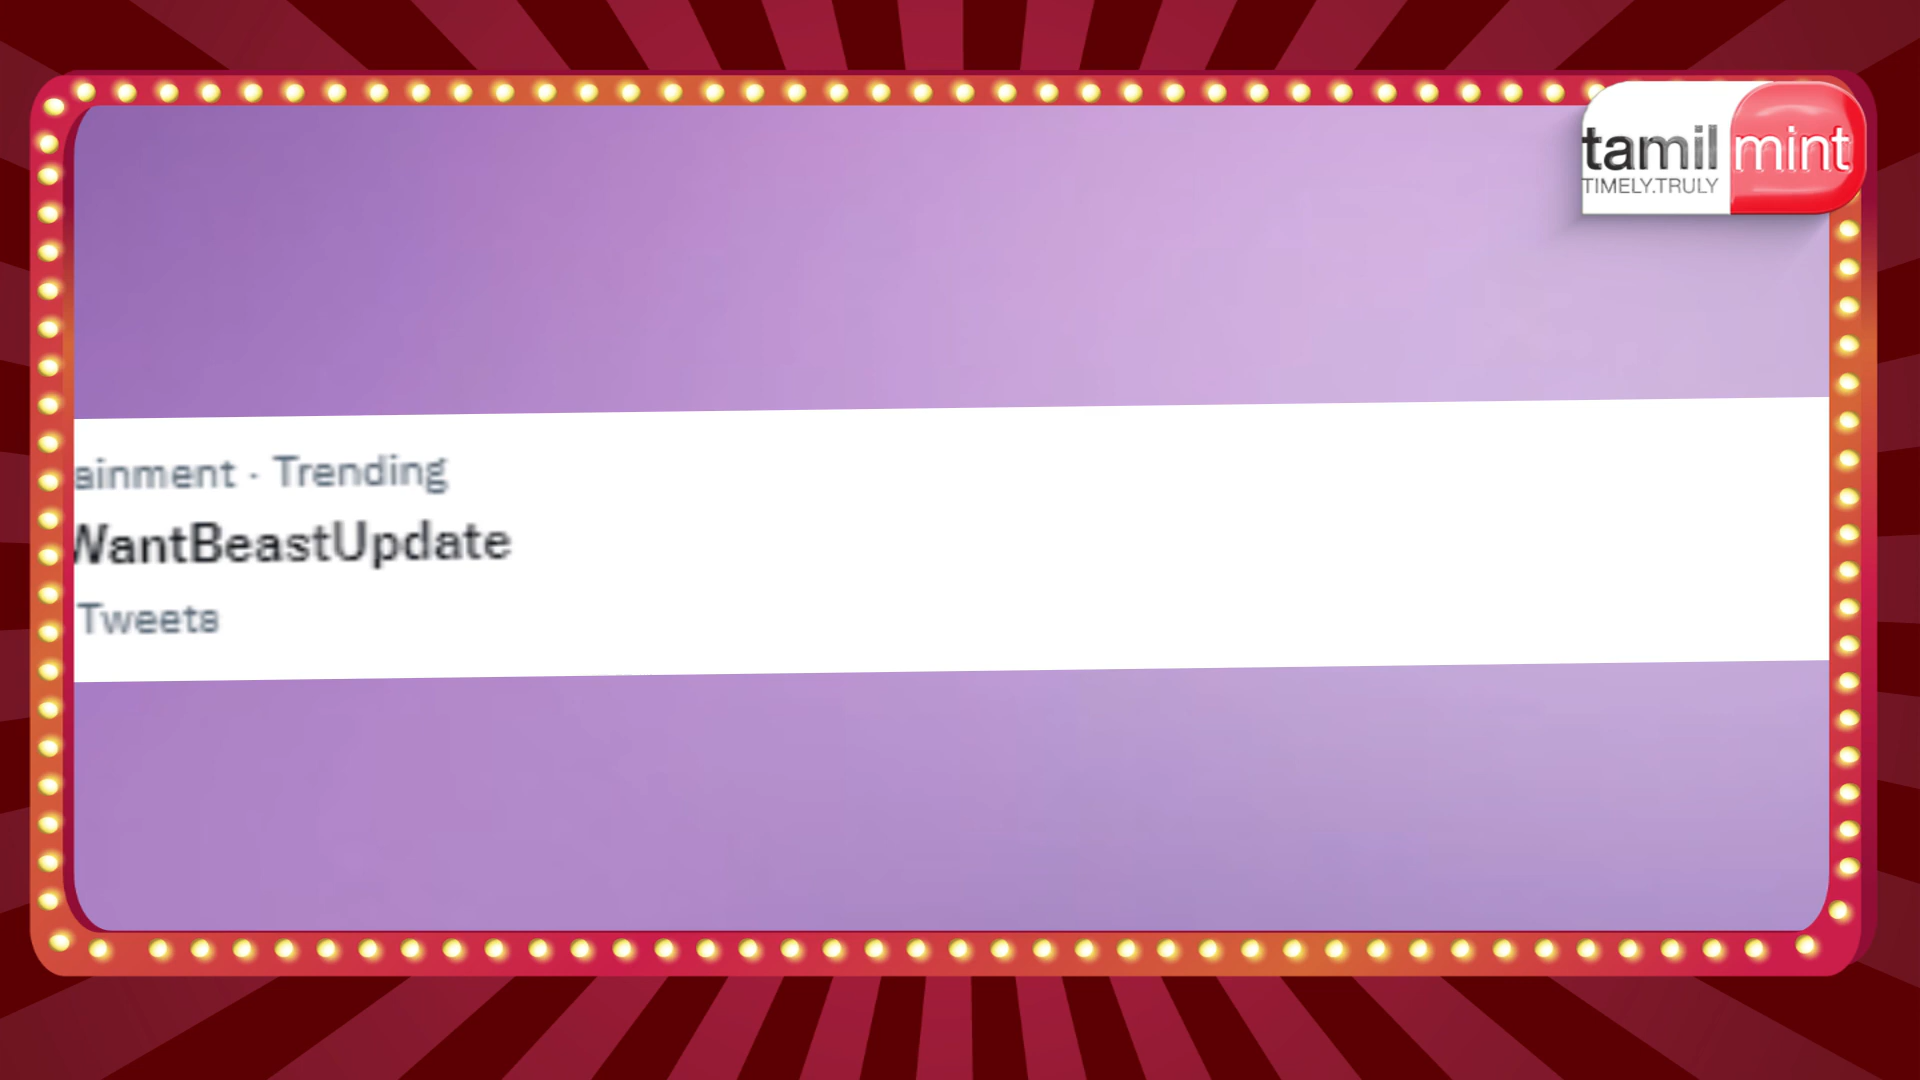 tamil mint
TIMELY.TRULY
ainment · Trending
WantBeastUpdate
Tweets